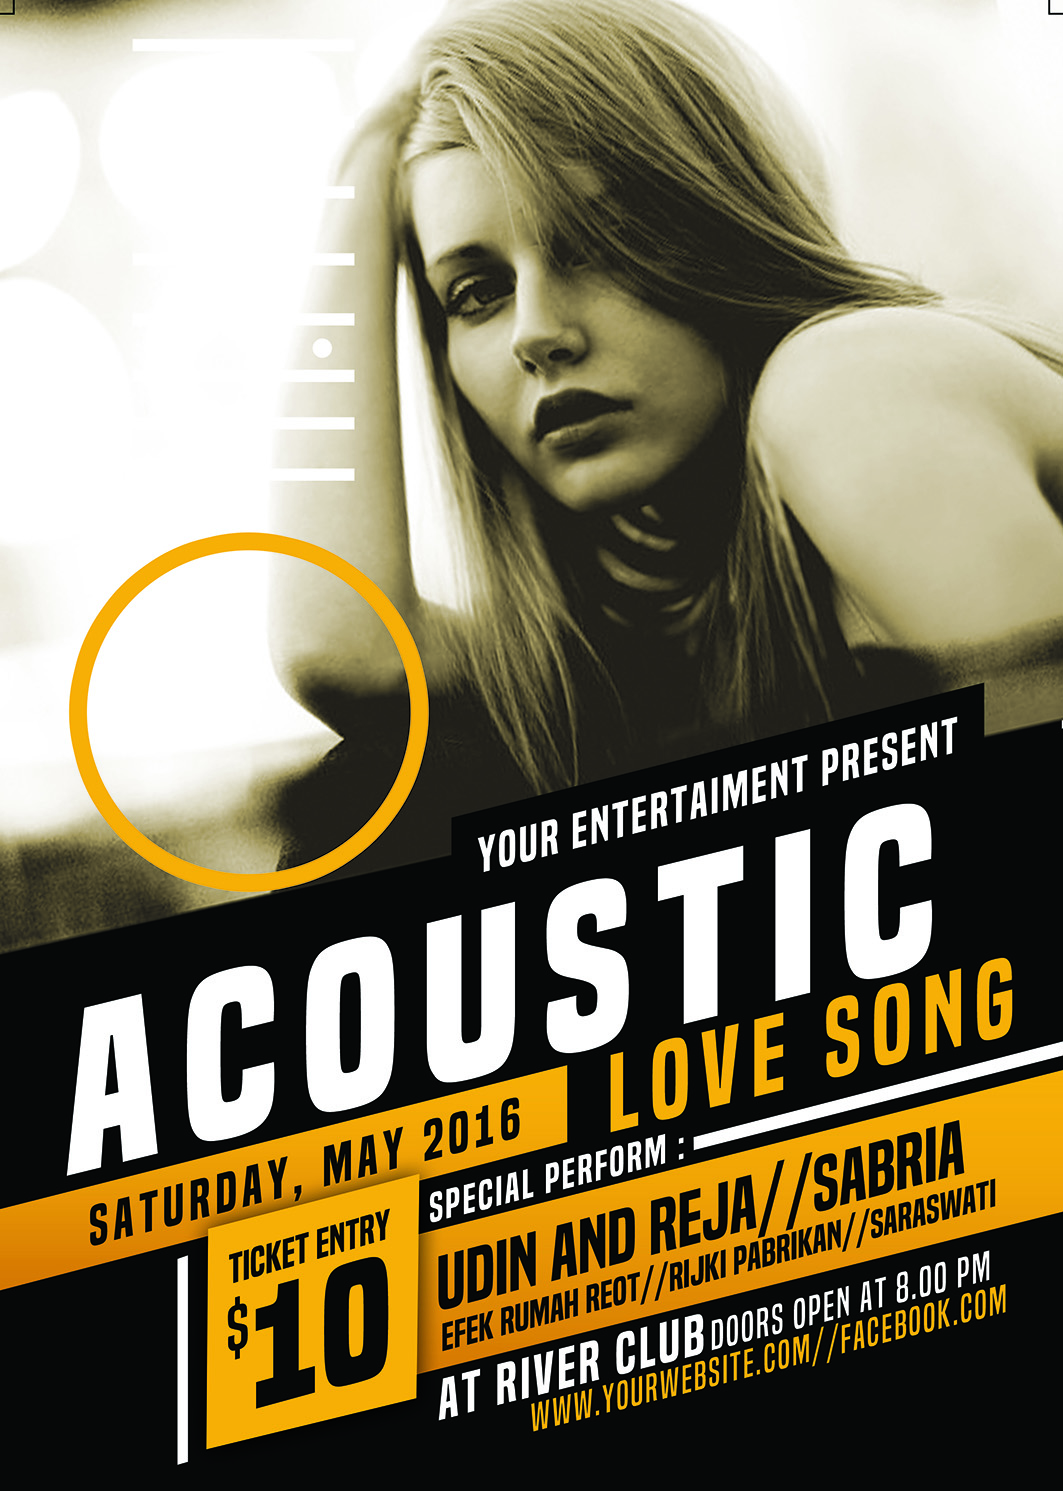 YOUR ENTERTAIMENT PRESENT
ACOUSTIC
LOVE SONG
SATURDAY, MAY 2016
SPECIAL PERFORM :
TICKET ENTRY
$10
UDIN AND REJA//SABRIA
EFEK RUMAH REOT//RIJKI PABRIKAN//SARASWATI
AT RIVER CLUB DOORS OPEN AT 8.00 PM
WWW.YOURWEBSITE.COM//FACEBOOK.COM